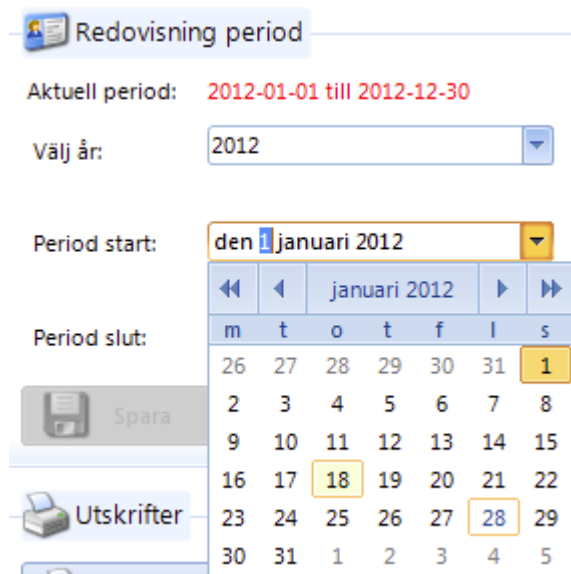 Redovisning period
Aktuell period: 2012-01-01 till 2012-12-30
Välj år: 2012
Period start: den 1 januari 2012
januari 2012
Period slut:
m t o t f l s
26 27 28 29 30 31 1
2 3 4 5 6 7 8
Spara
9 10 11 12 13 14 15
16 17 18 19 20 21 22
Utskrifter
23 24 25 26 27 28 29
30 31 1 2 3 4 5